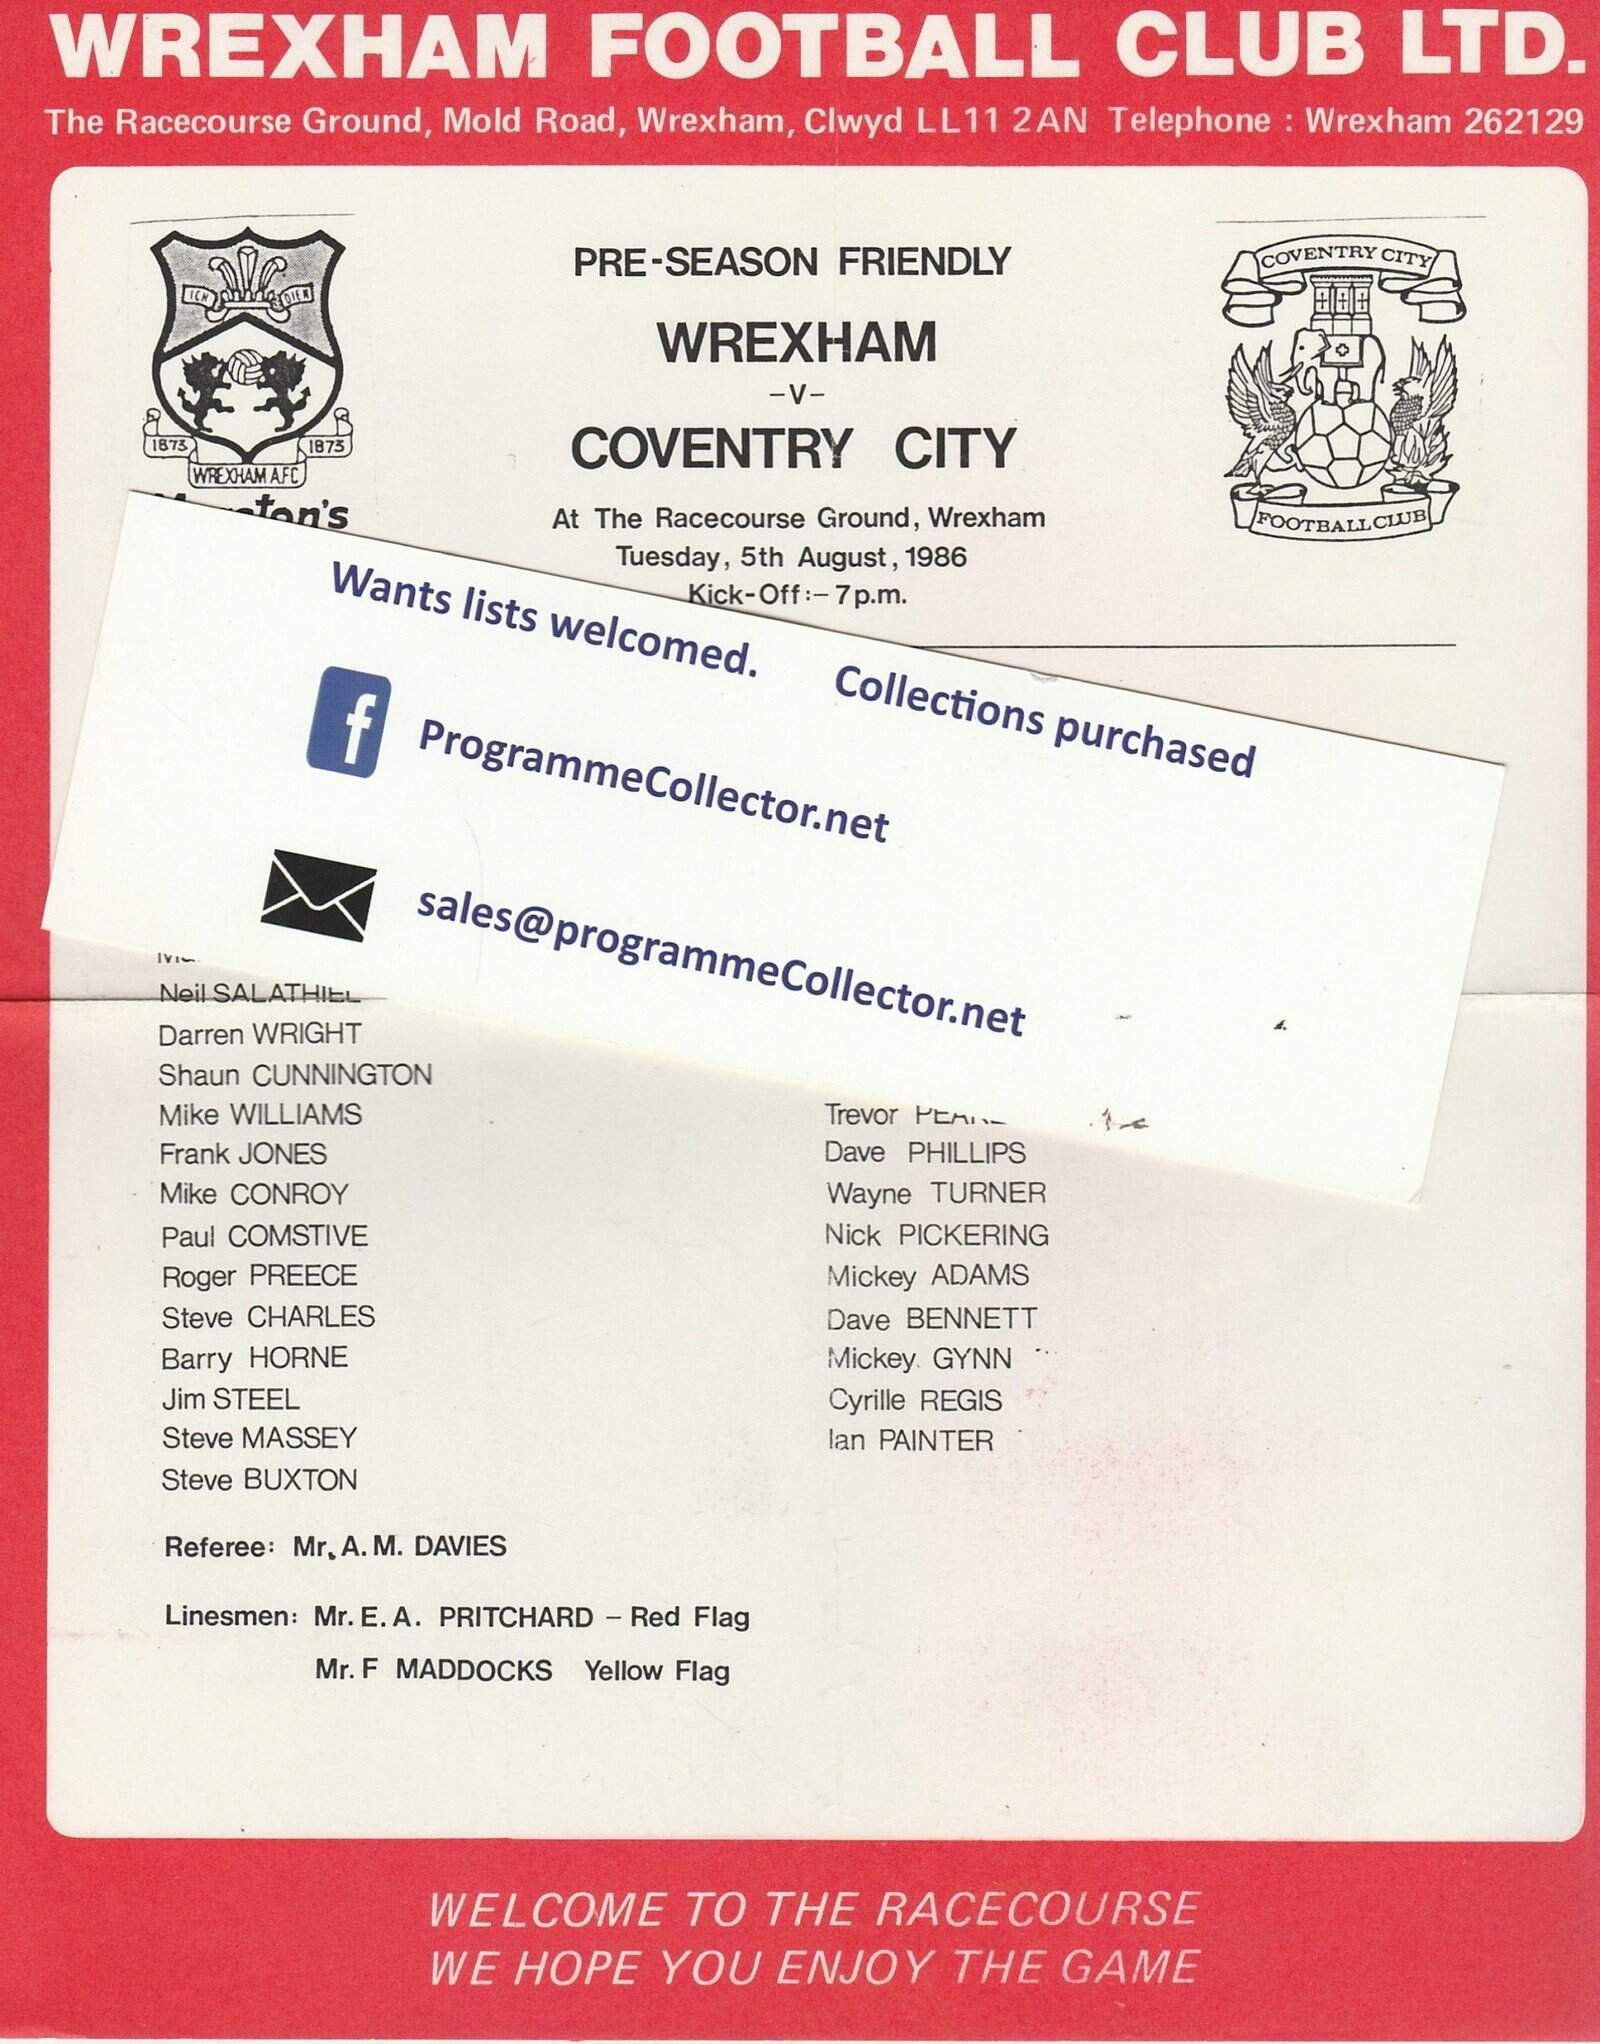 WREXHAM FOOTBALL CLUB LTD.
The Racecourse Ground, Mold Road, Wrexham, Clwyd LL11 2AN Telephone : Wrexham 262129
ICH DIEN
1873 1873
WREXHAM A.F.C
PRE-SEASON FRIENDLY
WREXHAM
-V-
COVENTRY CITY
At The Racecourse Ground, Wrexham
Tuesday, 5th August, 1986
Kick-Off:- 7p.m.
COVENTRY CITY
FOOTBALL CLUB
Wants lists welcomed. Collections purchased
f ProgrammeCollector.net
sales@programmeCollector.net
Neil SALATHIEL
Darren WRIGHT
Shaun CUNNINGTON
Mike WILLIAMS
Frank JONES
Mike CONROY
Paul COMSTIVE
Roger PREECE
Steve CHARLES
Barry HORNE
Jim STEEL
Steve MASSEY
Steve BUXTON
Trevor
Dave PHILLIPS
Wayne TURNER
Nick PICKERING
Mickey ADAMS
Dave BENNETT
Mickey. GYNN
Cyrille REGIS
Ian PAINTER
Referee: Mr. A. M. DAVIES
Linesmen: Mr. E. A. PRITCHARD - Red Flag
Mr. F MADDOCKS Yellow Flag
WELCOME TO THE RACECOURSE
WE HOPE YOU ENJOY THE GAME